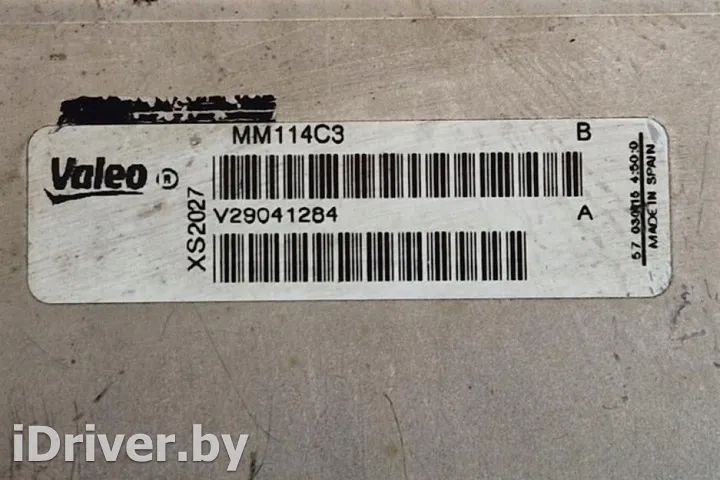 MM114C3 B
Valeo ®
XS2027
V29041284 A
MADE IN SPAIN
iDriver.by